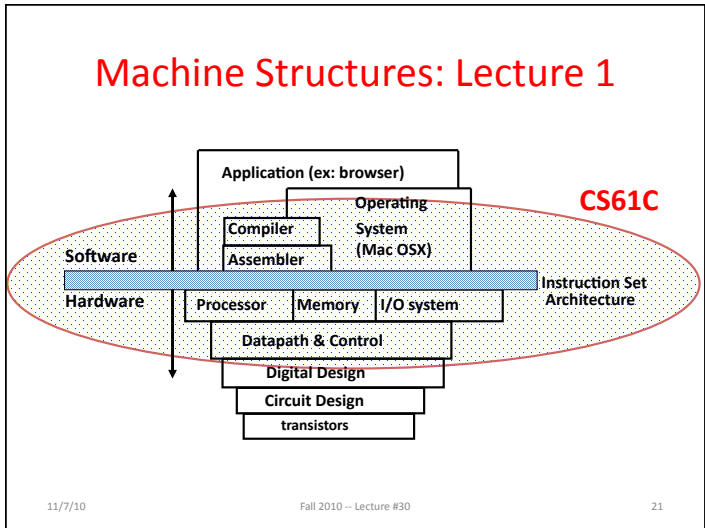 Machine Structures: Lecture 1
Application (ex: browser)
CS61C
Operating
System
(Mac OSX)
Compiler
Assembler
Software
Hardware
Instruction Set
Architecture
Processor
Memory
I/O system
Datapath & Control
Digital Design
Circuit Design
transistors
11/7/10
Fall 2010 -- Lecture #30
21